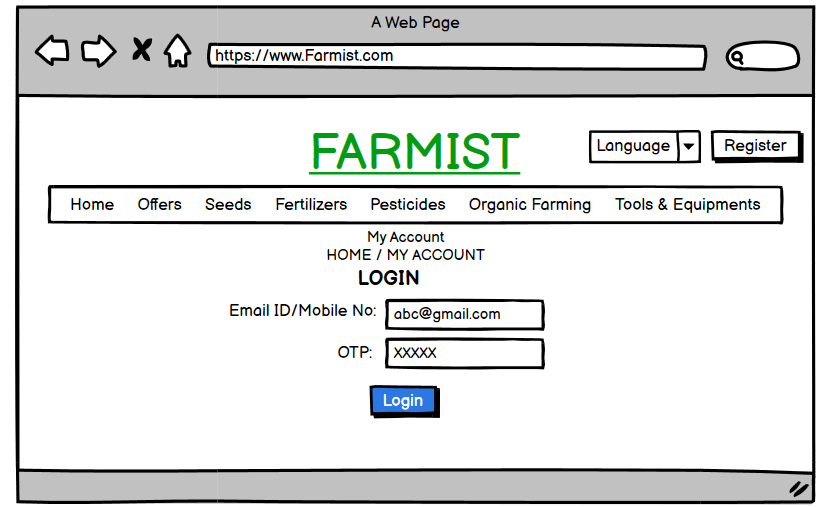 A Web Page
https://www.Farmist.com
FARMIST
Language
Register
Home Offers Seeds Fertilizers Pesticides Organic Farming Tools & Equipments
My Account
HOME / MY ACCOUNT
LOGIN
Email ID/Mobile No: abc@gmail.com
OTP: XXXXX
Login